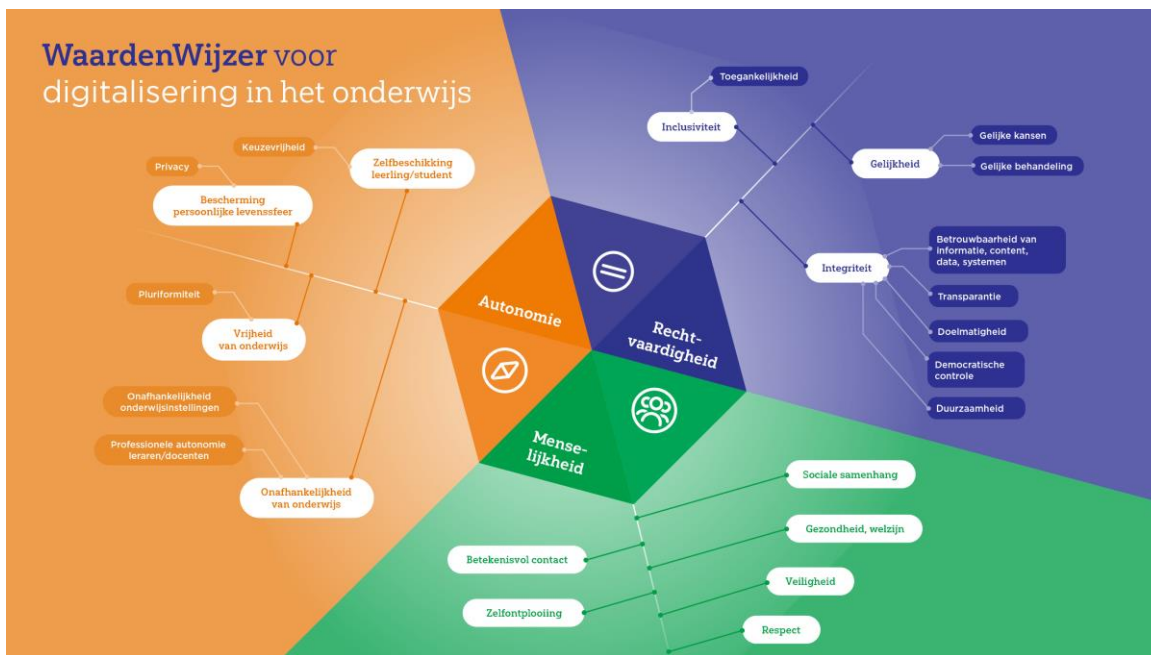 WaardenWijzer voor
digitalisering in het onderwijs
Keuzevrijheid
Zelfbeschikking
leerling/student
Privacy
Bescherming
persoonlijke levenssfeer
Pluriformiteit
Vrijheid
van onderwijs
Onafhankelijkheid
onderwijsinstellingen
Professionele autonomie
leraren/docenten
Onafhankelijkheid
van onderwijs
Autonomie
Recht-
vaardigheid
Mense-
lijkheid
Toegankelijkheid
Inclusiviteit
Gelijkheid
Gelijke kansen
Gelijke behandeling
Integriteit
Betrouwbaarheid van
informatie, content,
data, systemen
Transparantie
Doelmatigheid
Democratische
controle
Duurzaamheid
Sociale samenhang
Gezondheid, welzijn
Betekenisvol contact
Veiligheid
Zelfontplooiing
Respect